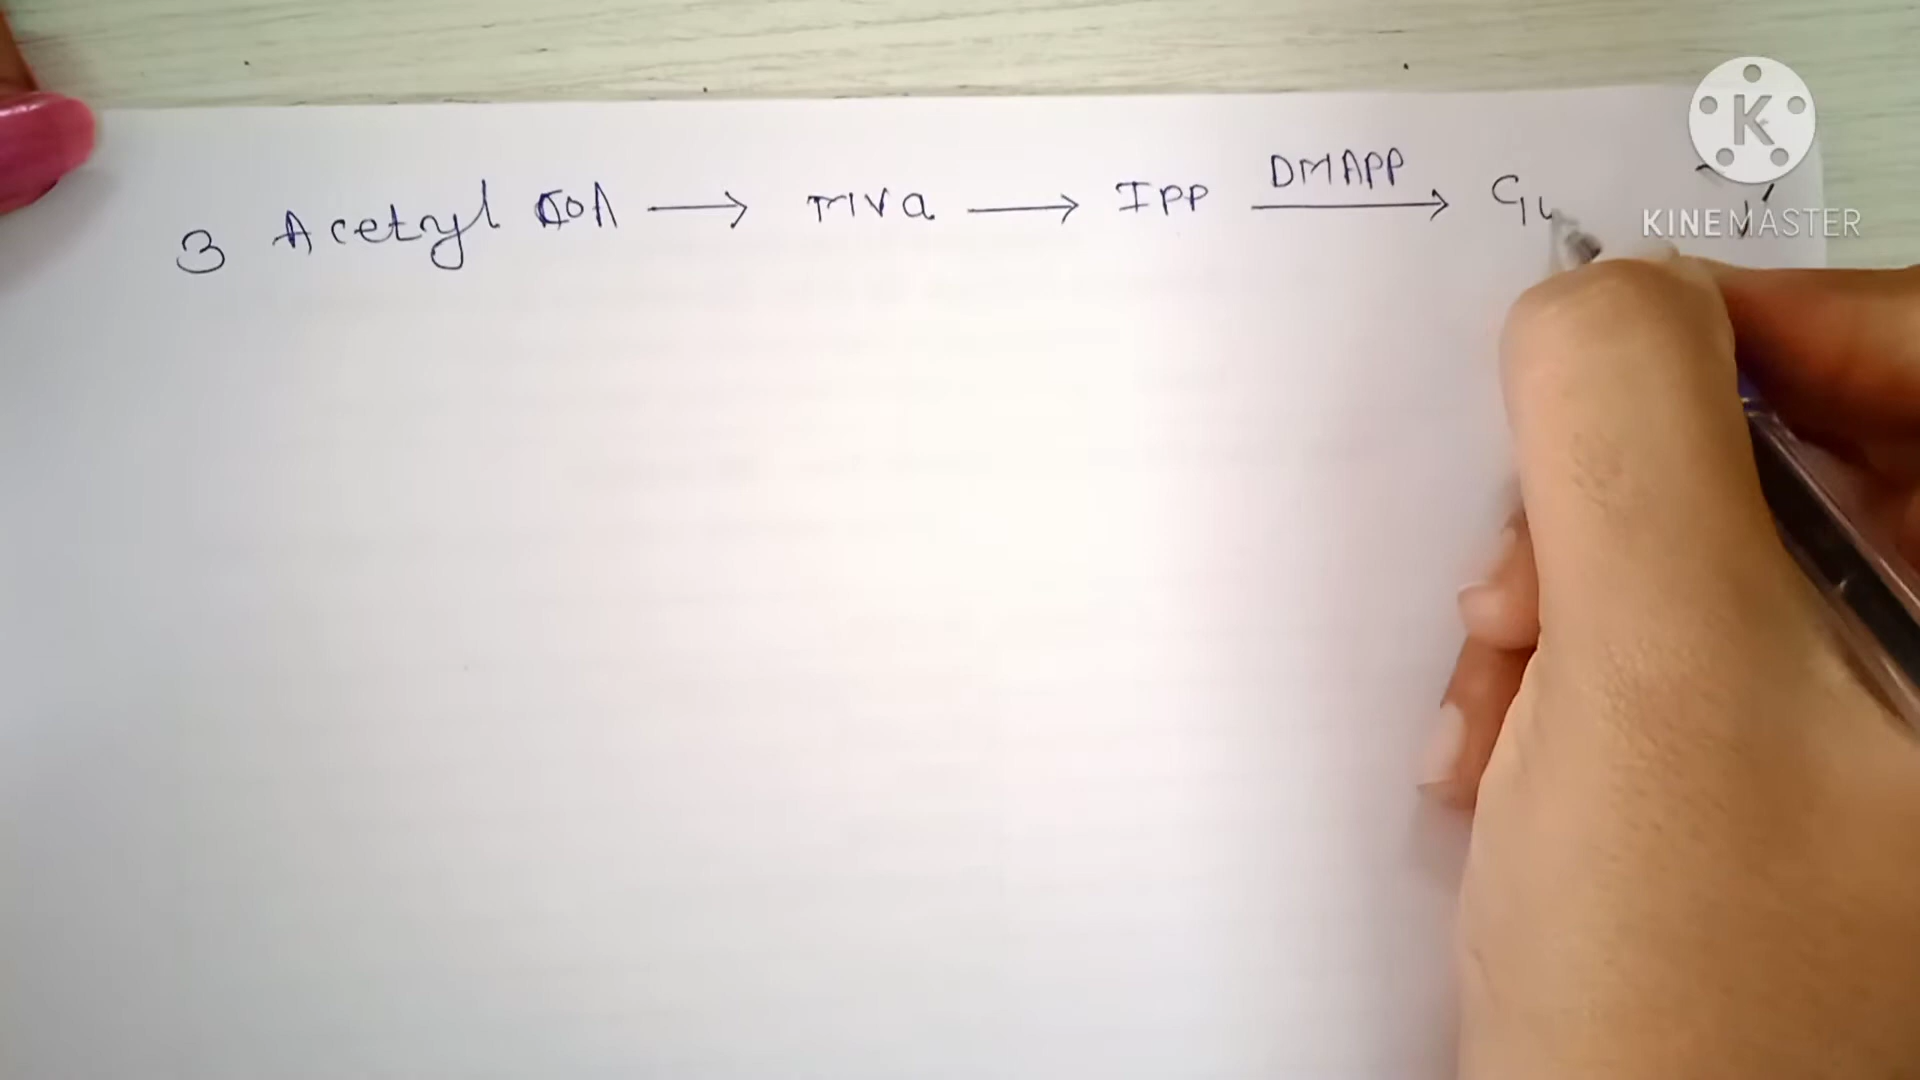 3 Acetyl COA → MVa → IPP DMAPP → G
K
KINEMASTER